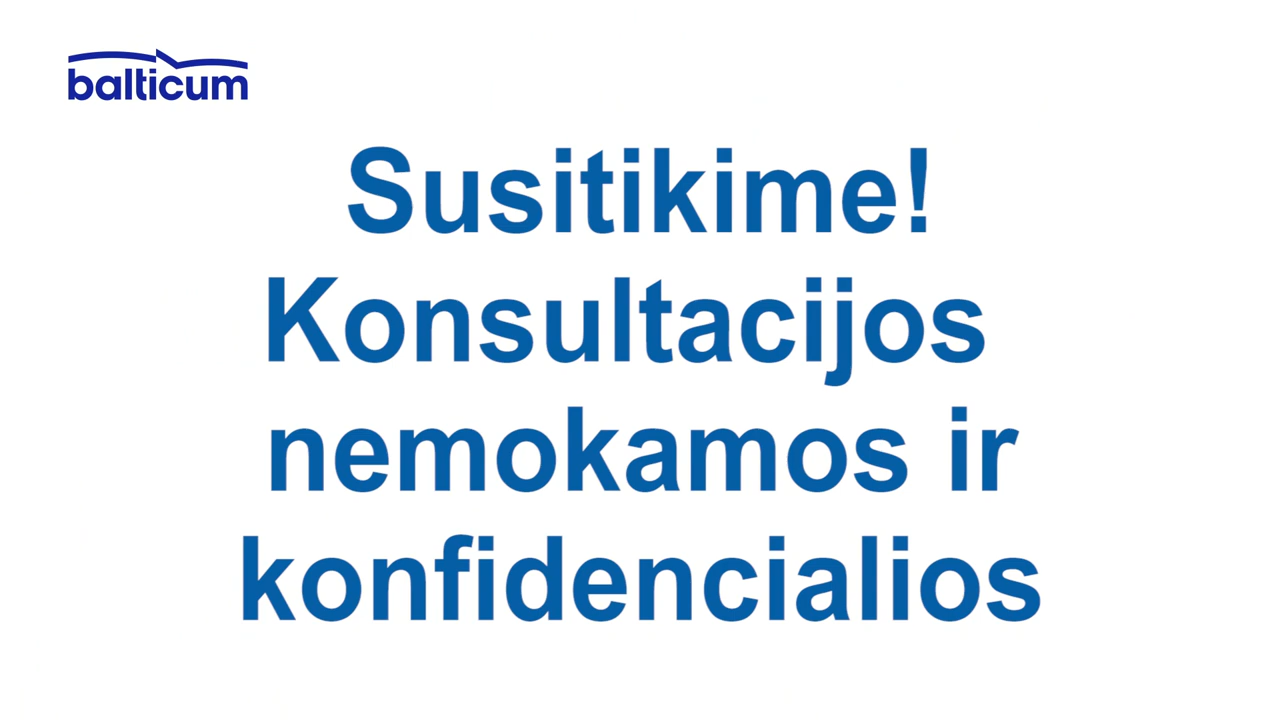 balticum
Susitikime!
Konsultacijos
nemokamos ir
konfidencialios